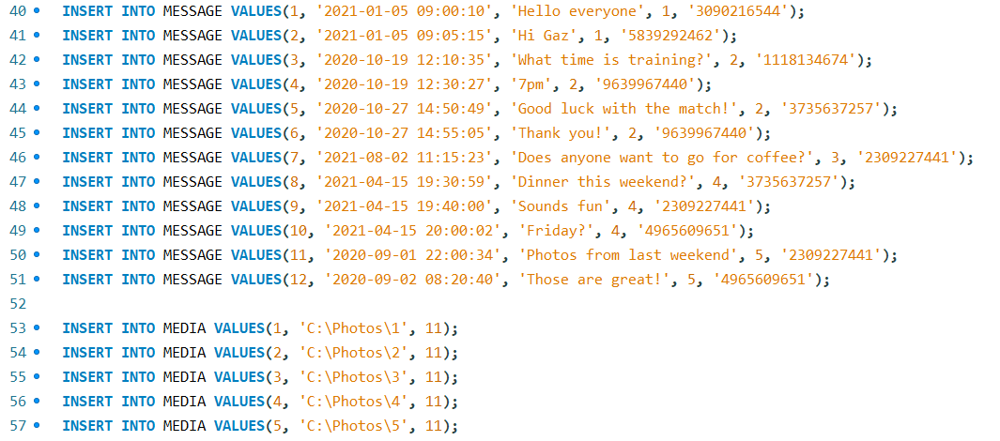 40 INSERT INTO MESSAGE VALUES(1, '2021-01-05 09:00:10', 'Hello everyone', 1, '3090216544');
41 INSERT INTO MESSAGE VALUES(2, '2021-01-05 09:05:15', 'Hi Gaz', 1, '5839292462');
42 INSERT INTO MESSAGE VALUES(3, '2020-10-19 12:10:35', 'What time is training?', 2, '1118134674');
43 INSERT INTO MESSAGE VALUES(4, '2020-10-19 12:30:27', '7pm', 2, '9639967440');
44 INSERT INTO MESSAGE VALUES(5, '2020-10-27 14:50:49', 'Good luck with the match!', 2, '3735637257');
45 INSERT INTO MESSAGE VALUES(6, '2020-10-27 14:55:05', 'Thank you!', 2, '9639967440');
46 INSERT INTO MESSAGE VALUES(7, '2021-08-02 11:15:23', 'Does anyone want to go for coffee?', 3, '2309227441');
47 INSERT INTO MESSAGE VALUES(8, '2021-04-15 19:30:59', 'Dinner this weekend?', 4, '3735637257');
48 INSERT INTO MESSAGE VALUES(9, '2021-04-15 19:40:00', 'Sounds fun', 4, '2309227441');
49 INSERT INTO MESSAGE VALUES(10, '2021-04-15 20:00:02', 'Friday?', 4, '4965609651');
50 INSERT INTO MESSAGE VALUES(11, '2020-09-01 22:00:34', 'Photos from last weekend', 5, '2309227441');
51 INSERT INTO MESSAGE VALUES(12, '2020-09-02 08:20:40', 'Those are great!', 5, '4965609651');
52
53 INSERT INTO MEDIA VALUES(1, 'C:\Photos\1', 11);
54 INSERT INTO MEDIA VALUES(2, 'C:\Photos\2', 11);
55 INSERT INTO MEDIA VALUES(3, 'C:\Photos\3', 11);
56 INSERT INTO MEDIA VALUES(4, 'C:\Photos\4', 11);
57 INSERT INTO MEDIA VALUES(5, 'C:\Photos\5', 11);